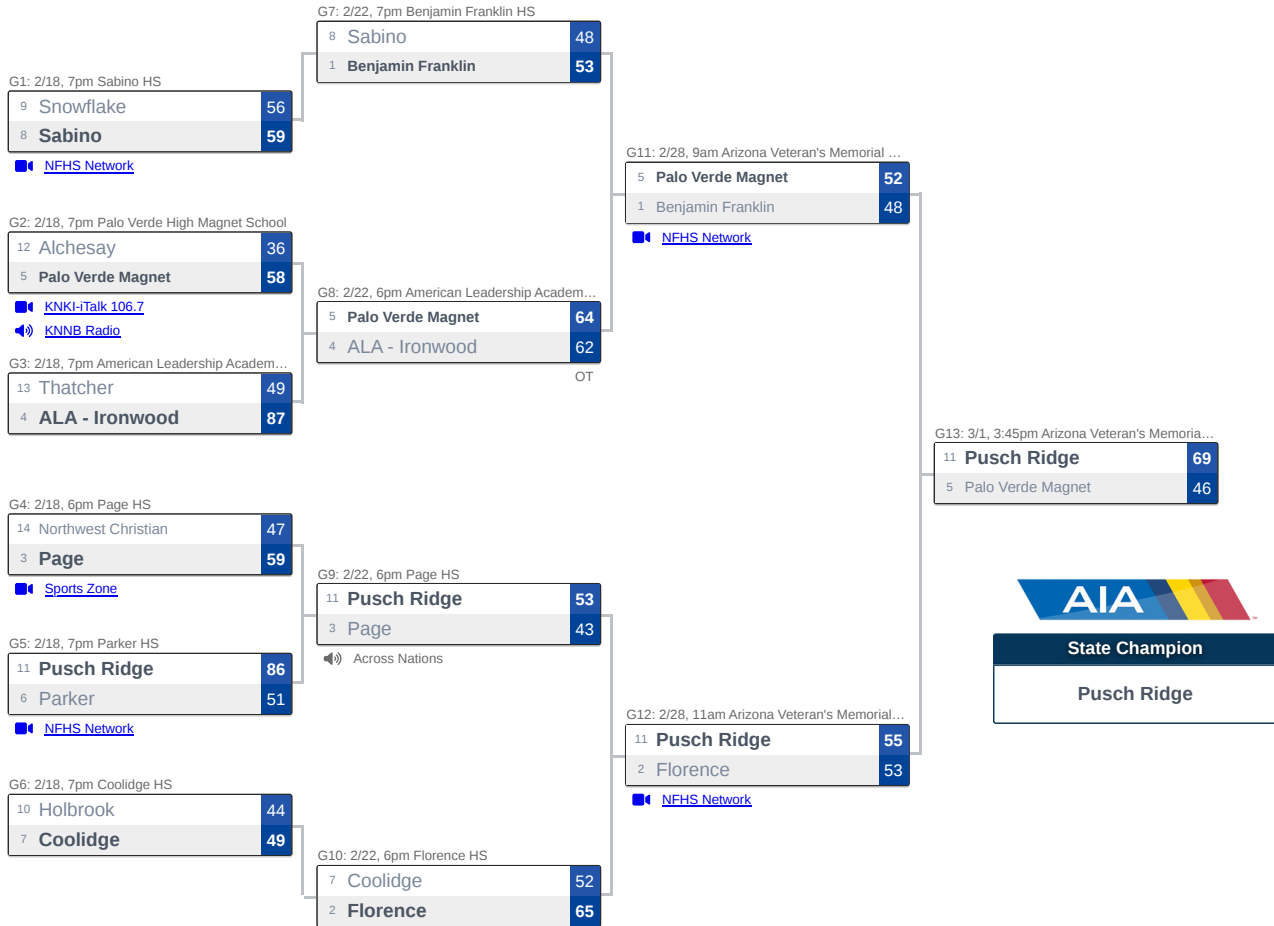 G7: 2/22, 7pm Benjamin Franklin HS
8 Sabino 48
1 Benjamin Franklin 53
G1: 2/18, 7pm Sabino HS
9 Snowflake 56
8 Sabino 59
NFHS Network
G11: 2/28, 9am Arizona Veteran's Memorial ...
5 Palo Verde Magnet 52
1 Benjamin Franklin 48
NFHS Network
G2: 2/18, 7pm Palo Verde High Magnet School
12 Alchesay 36
5 Palo Verde Magnet 58
KNKI-iTalk 106.7
KNNB Radio
G8: 2/22, 6pm American Leadership Academ...
5 Palo Verde Magnet 64
4 ALA - Ironwood 62
OT
G3: 2/18, 7pm American Leadership Academ...
13 Thatcher 49
4 ALA - Ironwood 87
G13: 3/1, 3:45pm Arizona Veteran's Memoria...
11 Pusch Ridge 69
5 Palo Verde Magnet 46
G4: 2/18, 6pm Page HS
14 Northwest Christian 47
3 Page 59
Sports Zone
G9: 2/22, 6pm Page HS
11 Pusch Ridge 53
3 Page 43
Across Nations
AIA
State Champion
Pusch Ridge
G5: 2/18, 7pm Parker HS
11 Pusch Ridge 86
6 Parker 51
NFHS Network
G12: 2/28, 11am Arizona Veteran's Memorial...
11 Pusch Ridge 55
2 Florence 53
NFHS Network
G6: 2/18, 7pm Coolidge HS
10 Holbrook 44
7 Coolidge 49
G10: 2/22, 6pm Florence HS
7 Coolidge 52
2 Florence 65